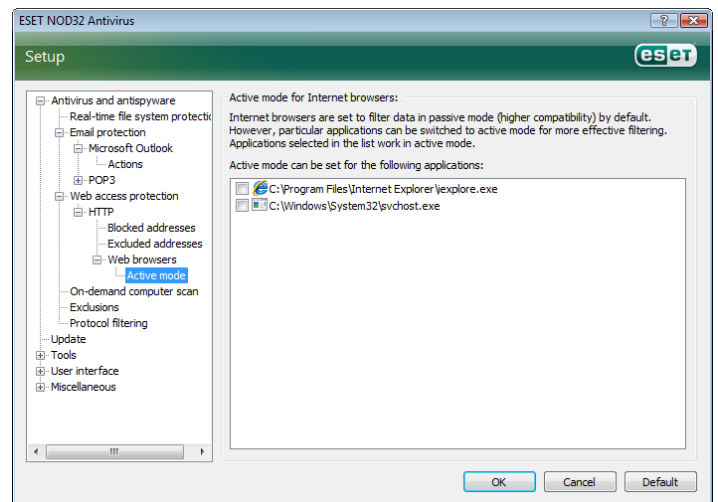 ESET NOD32 Antivirus
Setup
eset
Antivirus and antispyware
Real-time file system protectic
Email protection
Microsoft Outlook
Actions
POP3
Web access protection
HTTP
Blocked addresses
Excluded addresses
Web browsers
Active mode
On-demand computer scan
Exclusions
Protocol filtering
Update
Tools
User interface
Miscellaneous
Active mode for Internet browsers:
Internet browsers are set to filter data in passive mode (higher compatibility) by default.
However, particular applications can be switched to active mode for more effective filtering.
Applications selected in the list work in active mode.
Active mode can be set for the following applications:
C:\Program Files\Internet Explorer\iexplore.exe
C:\Windows\System32\svchost.exe
OK
Cancel
Default